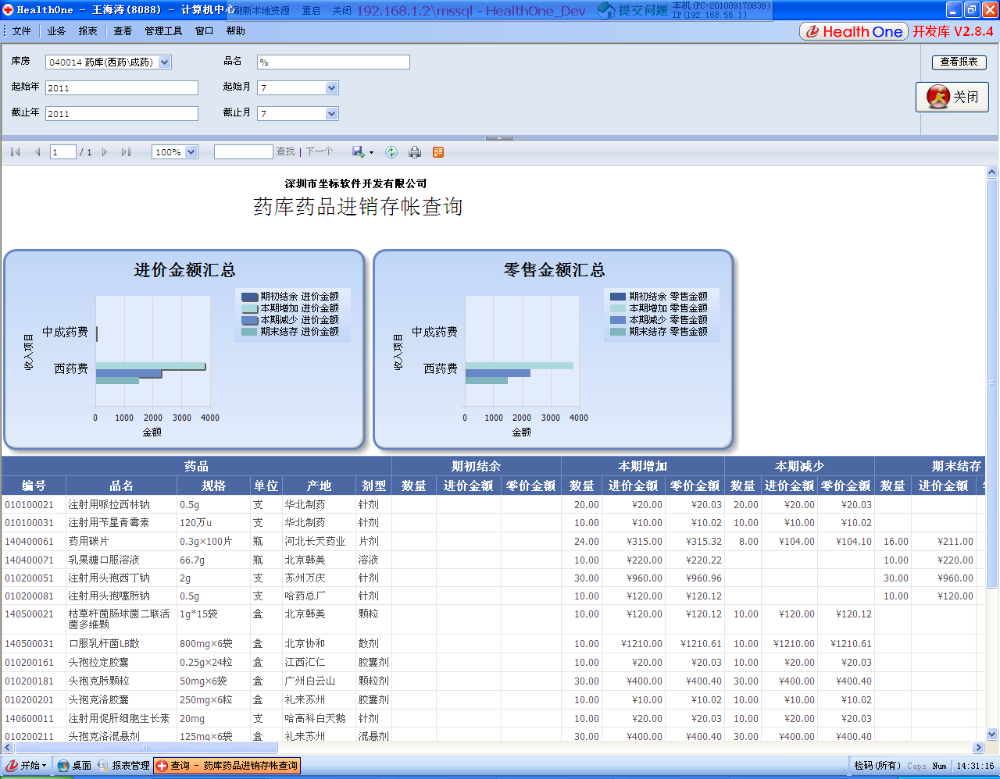 HealthOne - 王海涛(8088) - 计算机中心 刷新本地资源 重启 关闭 192.168.1.2\mssql - HealthOne_Dev 提交问题 本机(PC-201009170838)
IP(192.168.56.1)
文件 业务 报表 查看 管理工具 窗口 帮助 Health One 开发库 V2.8.4
库房 040014 药库(西药\成药) 品名 % 查看报表
起始年 2011 起始月 7 关闭
截止年 2011 截止月 7
1 / 1 100% 查找 | 下一个
深圳市坐标软件开发有限公司
药库药品进销存帐查询
进价金额汇总
期初结余 进价金额
本期增加 进价金额
本期减少 进价金额
期末结存 进价金额
收入项目
中成药费
西药费
0 1000 2000 3000 4000
金额
零售金额汇总
期初结余 零售金额
本期增加 零售金额
本期减少 零售金额
期末结存 零售金额
收入项目
中成药费
西药费
0 1000 2000 3000 4000
金额
药品 期初结余 本期增加 本期减少 期末结存
编号 品名 规格 单位 产地 剂型 数量 进价金额 零价金额 数量 进价金额 零价金额 数量 进价金额 零价金额 数量 进价金额
010100021 注射用哌拉西林钠 0.5g 支 华北制药 针剂 20.00 ¥20.00 ¥20.03 20.00 ¥20.00 ¥20.03
010100031 注射用苄星青霉素 120万u 支 华北制药 针剂 10.00 ¥10.00 ¥10.02 10.00 ¥10.00 ¥10.02
140400061 药用碳片 0.3g×100片 瓶 河北长天药业 片剂 24.00 ¥315.00 ¥315.32 8.00 ¥104.00 ¥104.10 16.00 ¥211.00
140400071 乳果糖口服溶液 66.7g 瓶 北京韩美 溶液 10.00 ¥220.00 ¥220.22 10.00 ¥220.00
010200051 注射用头孢西丁钠 2g 支 苏州万庆 针剂 30.00 ¥960.00 ¥960.96 30.00 ¥960.00
010200081 注射用头孢噻肟钠 0.5g 支 哈药总厂 针剂 10.00 ¥120.00 ¥120.12 10.00 ¥120.00
140500021 枯草杆菌肠球菌二联活 1g*15袋 盒 北京韩美 颗粒 10.00 ¥120.00 ¥120.12 10.00 ¥120.00 ¥120.12
菌多维颗
140500031 口服乳杆菌LB散 800mg×6袋 盒 北京协和 散剂 10.00 ¥1210.00 ¥1210.61 10.00 ¥1210.00 ¥1210.61
010200161 头孢拉定胶囊 0.25g×24粒 盒 江西汇仁 胶囊剂 10.00 ¥20.00 ¥20.03 10.00 ¥20.00 ¥20.03
010200181 头孢克肟颗粒 50mg×6袋 盒 广州白云山 颗粒剂 30.00 ¥400.00 ¥400.40 30.00 ¥400.00 ¥400.40
010200201 头孢克洛胶囊 250mg×6粒 盒 礼来苏州 胶囊剂 10.00 ¥10.00 ¥10.02 10.00 ¥10.00 ¥10.02
140600011 注射用促肝细胞生长素 20mg 支 哈高科白天鹅 针剂 10.00 ¥20.00 ¥20.03 10.00 ¥20.00 ¥20.03
010200211 头孢克洛混悬剂 125mg×6袋 盒 礼来苏州 混悬剂 30.00 ¥400.00 ¥400.40 30.00 ¥400.00 ¥400.40
开始 桌面 报表管理 查询 - 药库药品进销存帐查询 检码(所有) Caps Num 14:31:16